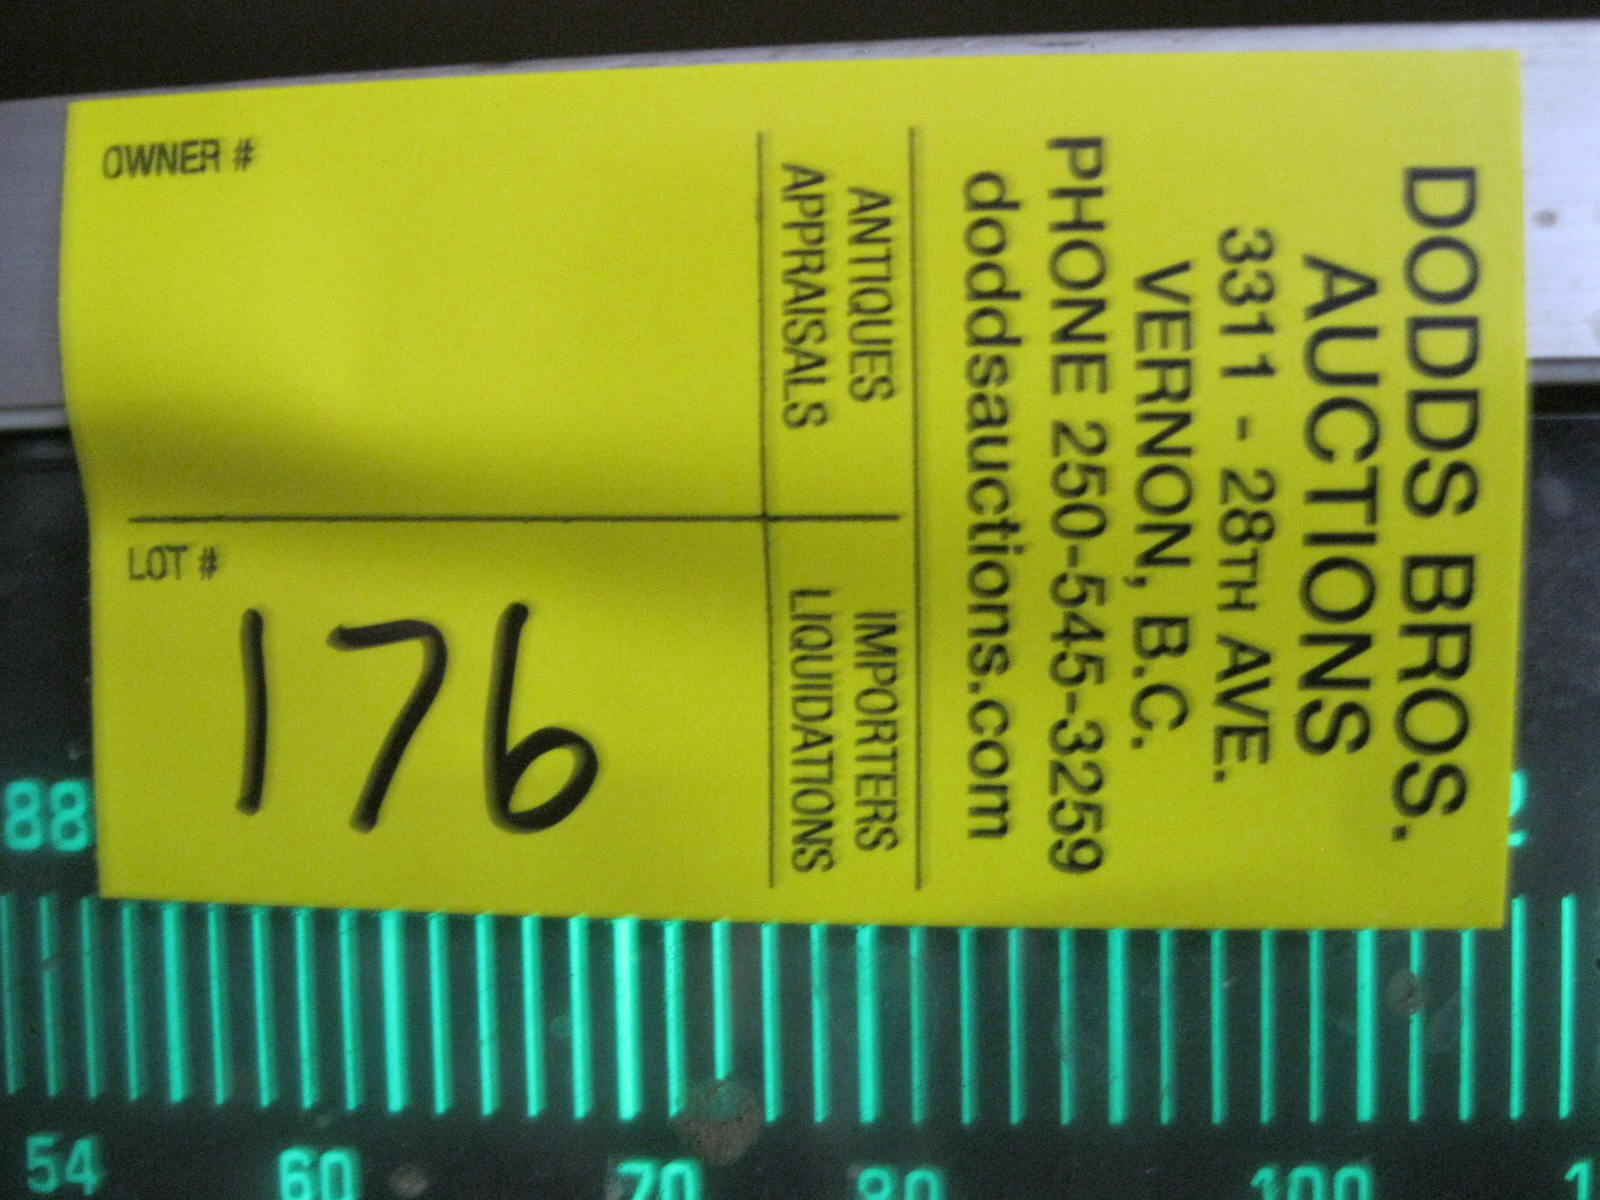 DODDS BROS.
AUCTIONS
3311 - 28TH AVE.
VERNON, B.C.
PHONE 250-545-3259
doddsauctions.com
ANTIQUES
APPRAISALS
IMPORTERS
LIQUIDATIONS
OWNER #
LOT #
176
88
54 60 70 80 100